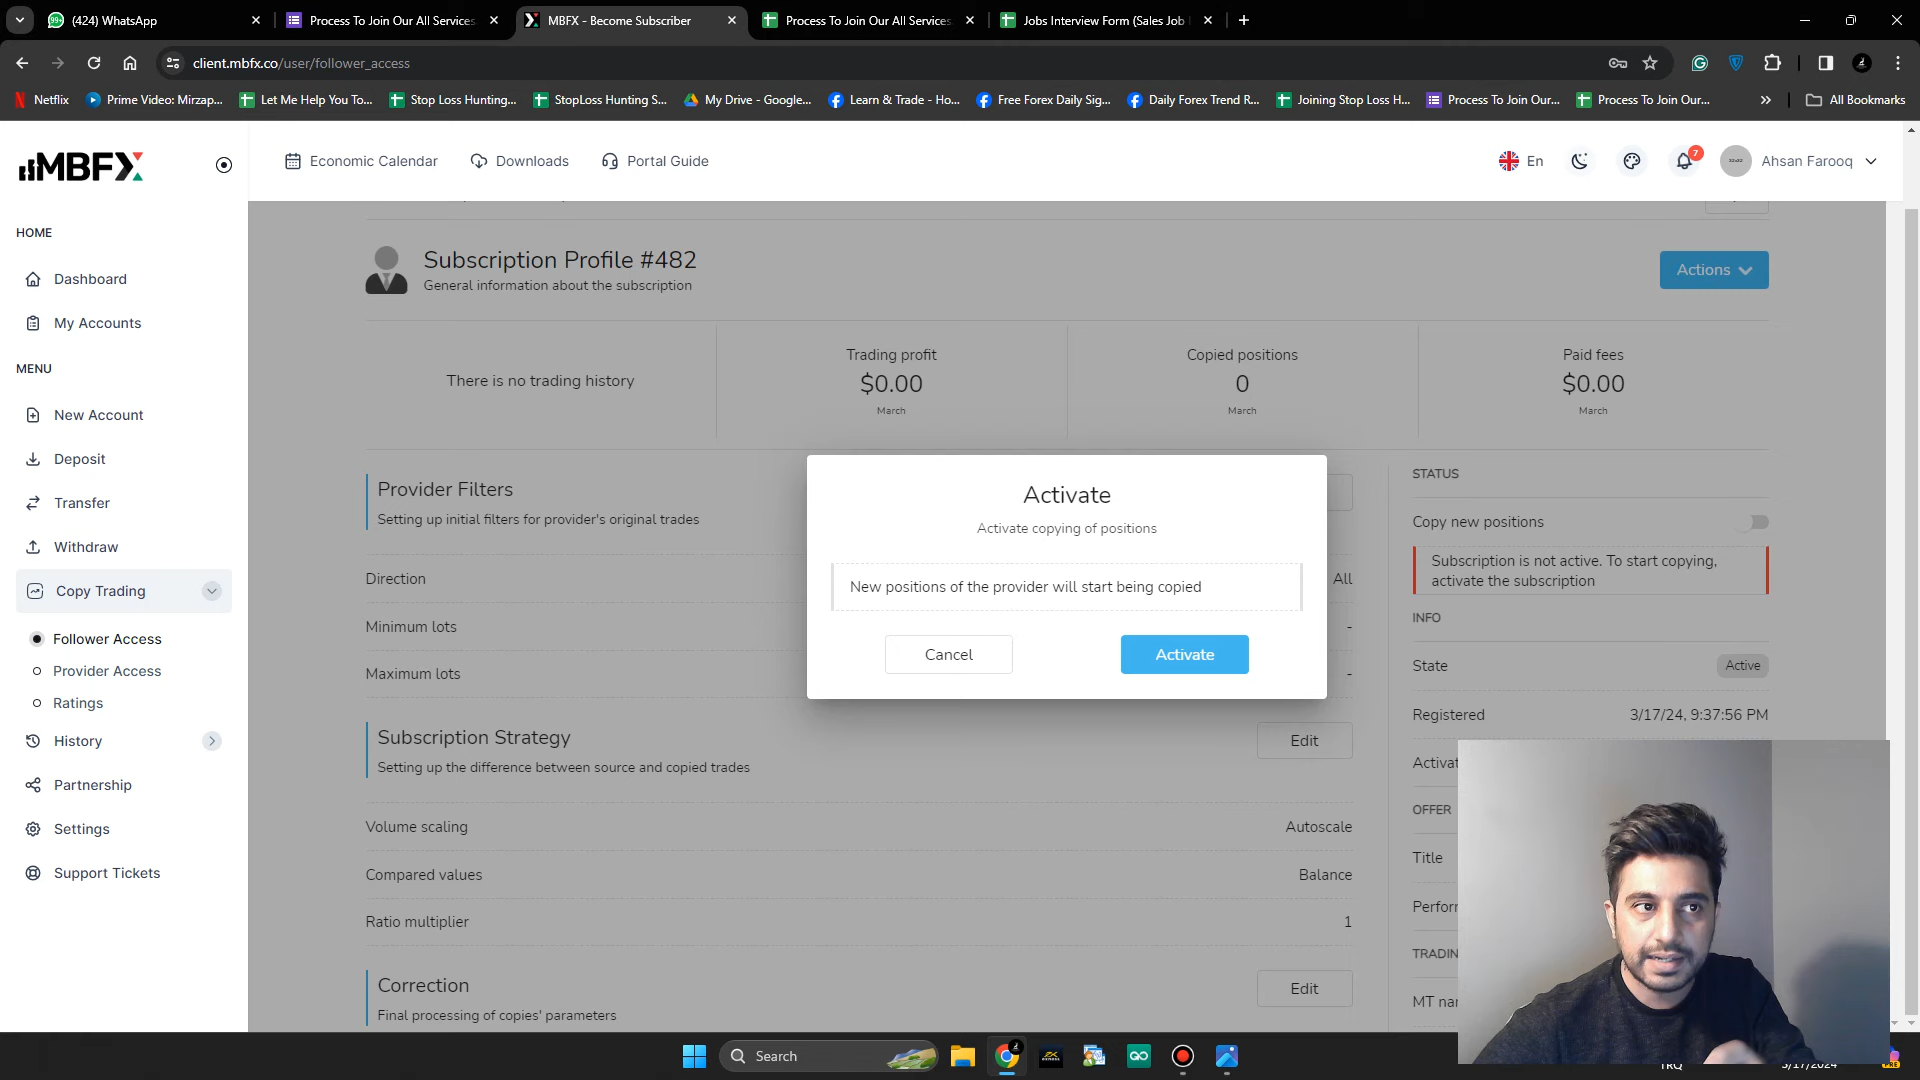 (424) WhatsApp
Process To Join Our All Services
MBFX - Become Subscriber
Process To Join Our All Services
Jobs Interview Form (Sales Job
client.mbfx.co/user/follower_access
Netflix
Prime Video: Mirzap...
Let Me Help You To...
Stop Loss Hunting...
StopLoss Hunting S...
My Drive - Google...
Learn & Trade - Ho...
Free Forex Daily Sig...
Daily Forex Trend R...
Joining Stop Loss H...
Process To Join Our...
Process To Join Our...
All Bookmarks
MBFX
Economic Calendar
Downloads
Portal Guide
En
7
Ahsan Farooq
HOME
Dashboard
My Accounts
MENU
New Account
Deposit
Transfer
Withdraw
Copy Trading
Follower Access
Provider Access
Ratings
History
Partnership
Settings
Support Tickets
Subscription Profile #482
General information about the subscription
Actions
There is no trading history
Trading profit
$0.00
March
Copied positions
0
March
Paid fees
$0.00
March
Provider Filters
Setting up initial filters for provider's original trades
Direction
All
Minimum lots
-
Maximum lots
-
Activate
Activate copying of positions
New positions of the provider will start being copied
Cancel
Activate
Subscription Strategy
Setting up the difference between source and copied trades
Edit
Volume scaling
Autoscale
Compared values
Balance
Ratio multiplier
1
Correction
Final processing of copies' parameters
Edit
STATUS
Copy new positions
Subscription is not active. To start copying,
activate the subscription
INFO
State
Active
Registered
3/17/24, 9:37:56 PM
Activat
OFFER
Title
Perfor
TRADIN
MT nar
Search